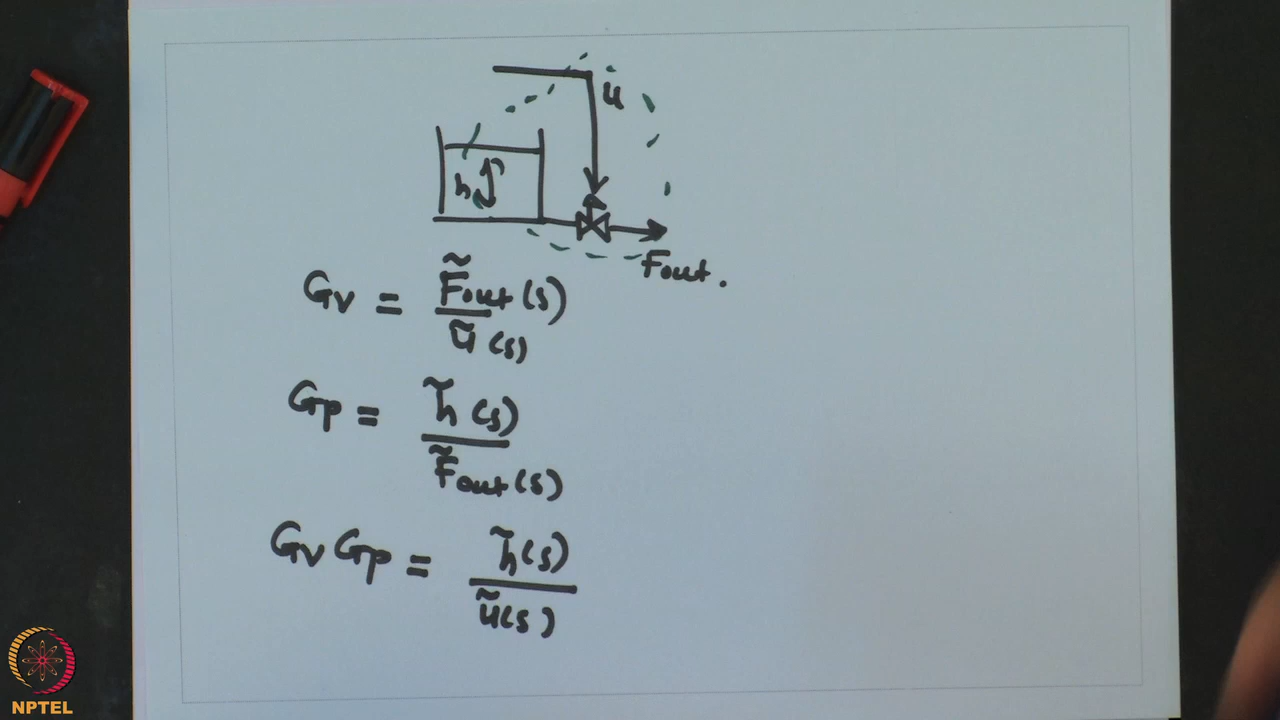 u
h
Fout.
Gv = F̃out(s) / ũ(s)
Gp = h̃(s) / F̃out(s)
GvGp = h̃(s) / ũ(s)
NPTEL